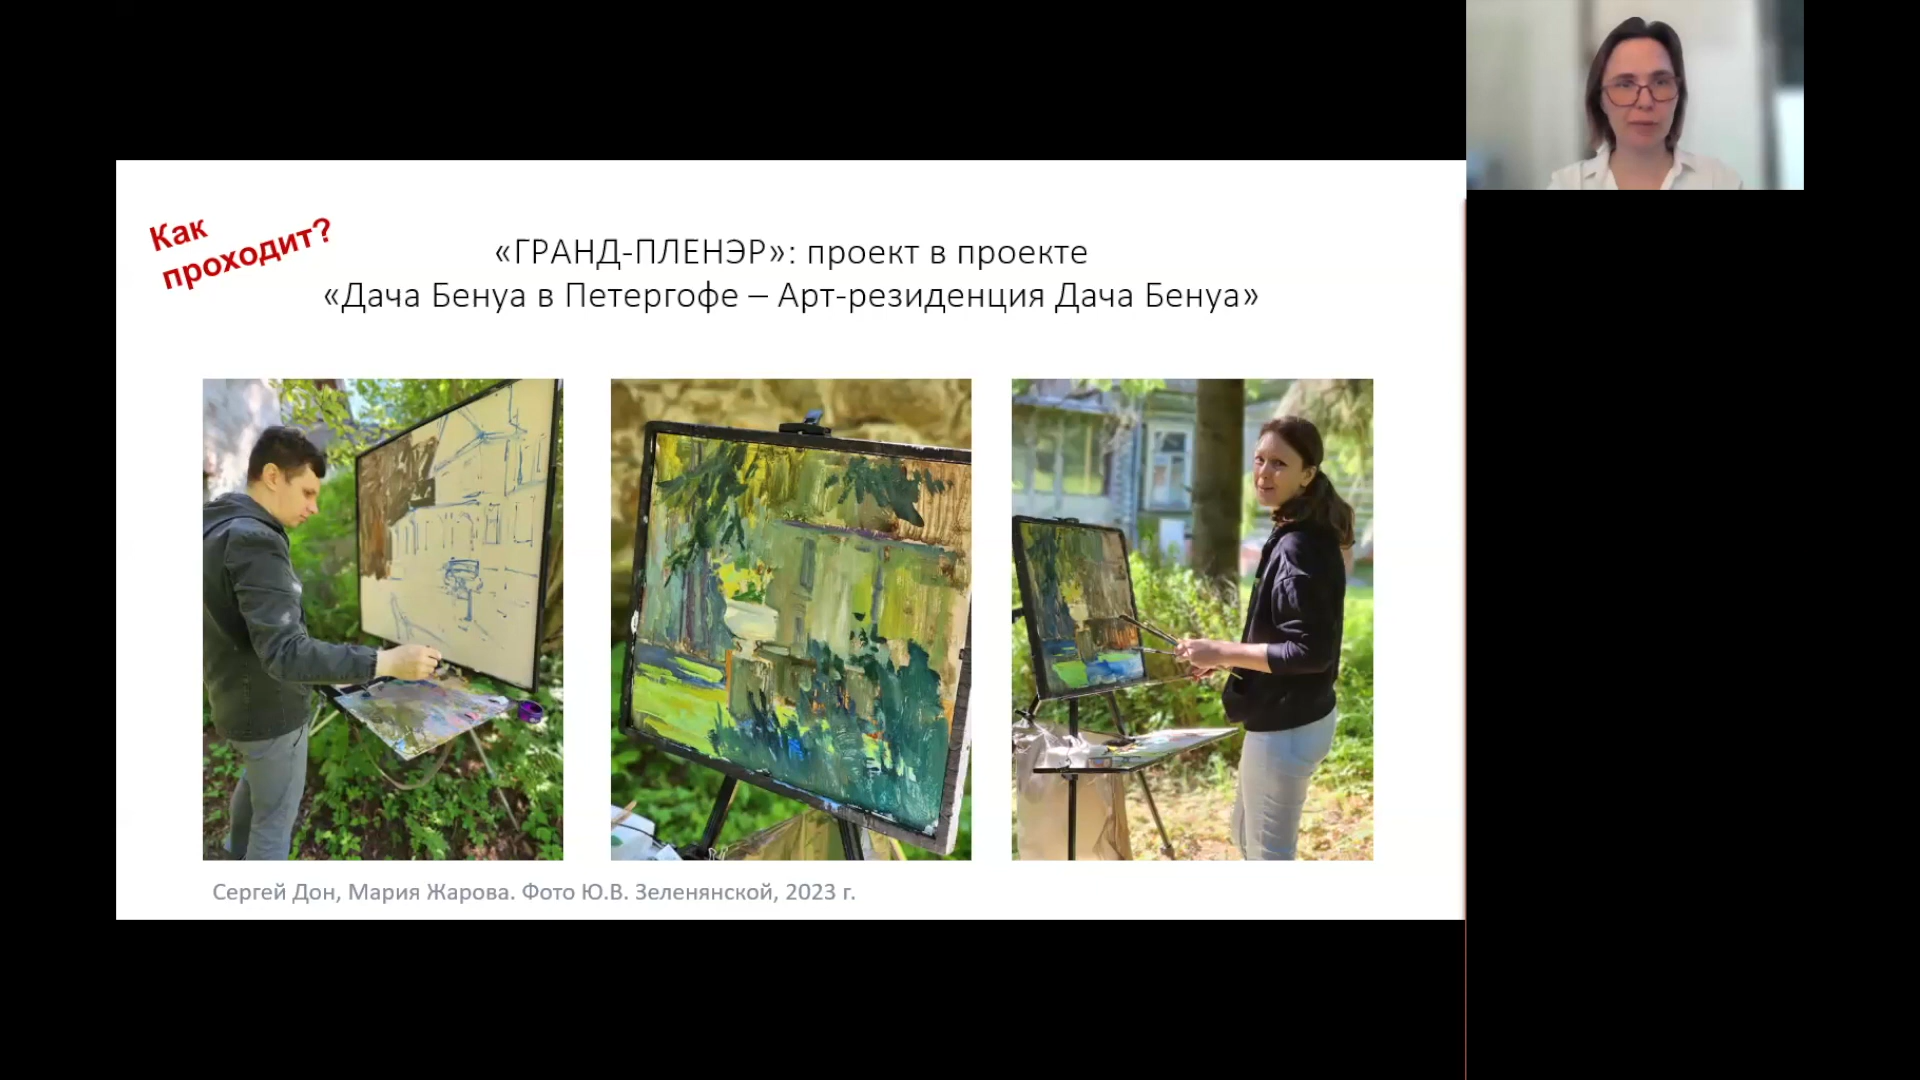 Как
проходит?
«ГРАНД-ПЛЕНЭР»: проект в проекте
«Дача Бенуа в Петергофе – Арт-резиденция Дача Бенуа»
Сергей Дон, Мария Жарова. Фото Ю.В. Зеленянской, 2023 г.